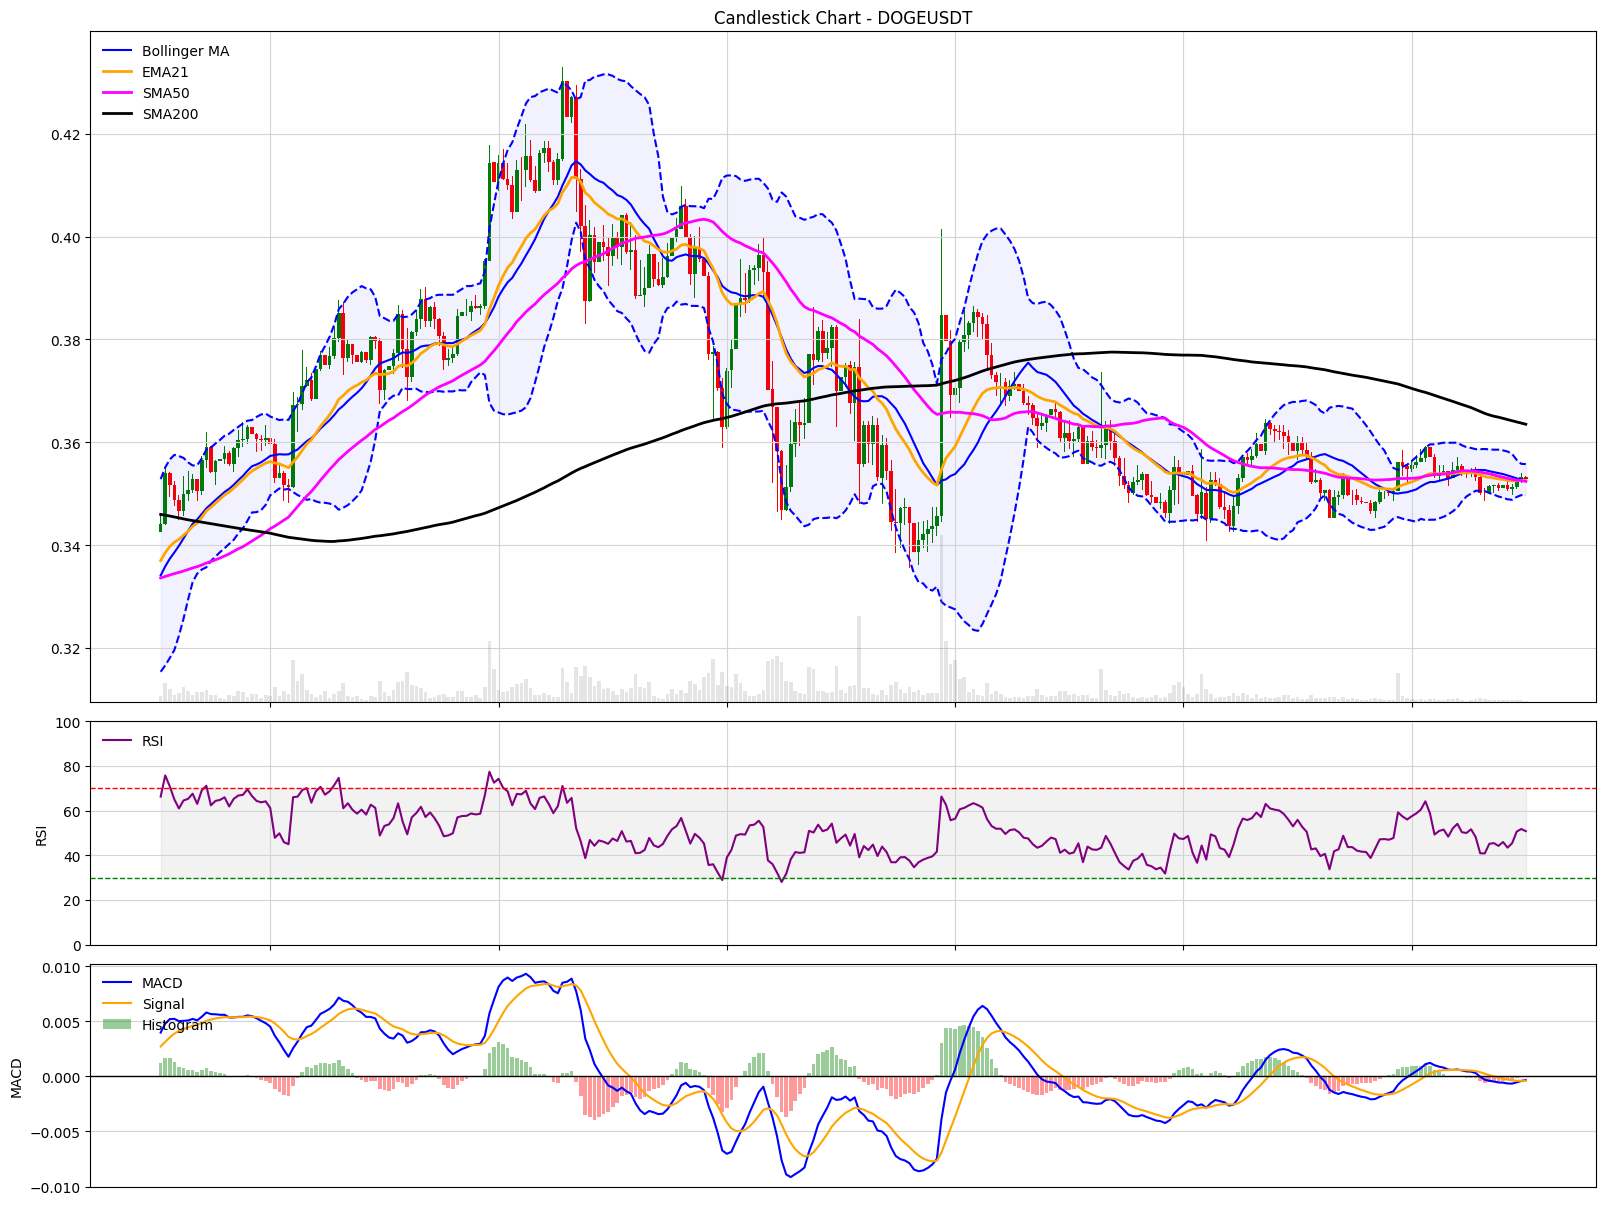 Candlestick Chart - DOGEUSDT
Bollinger MA
EMA21
SMA50
SMA200
0.42
0.40
0.38
0.36
0.34
0.32
100
RSI
80
60
40
20
0
RSI
0.010
MACD
Signal
Histogram
0.005
0.000
−0.005
−0.010
MACD